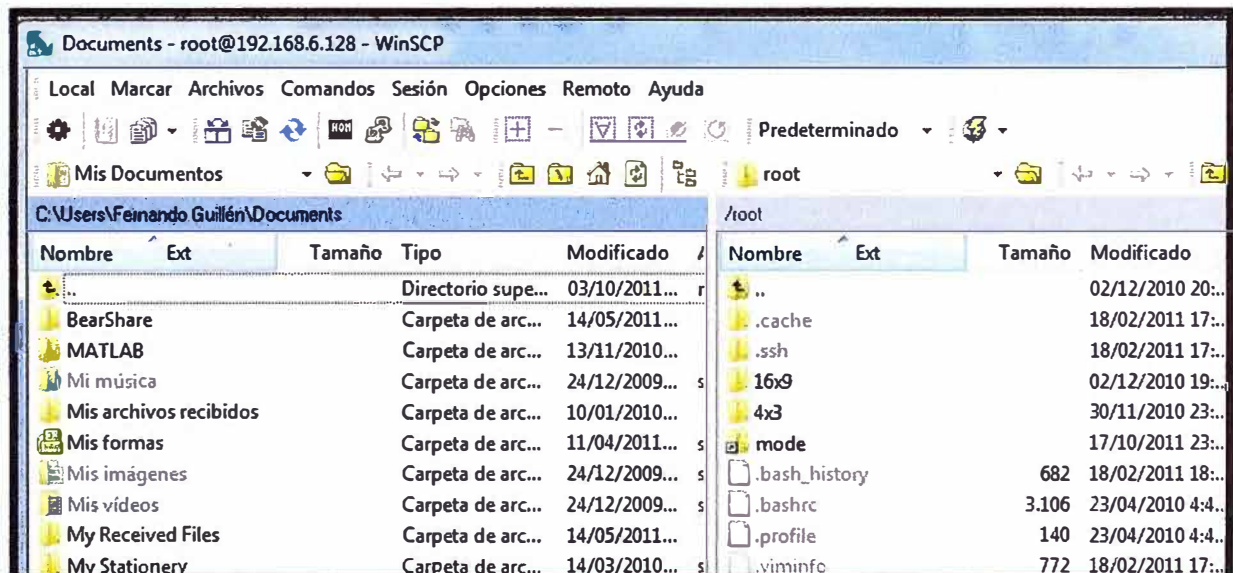 Documents - root@192.168.6.128 - WinSCP
Local Marcar Archivos Comandos Sesión Opciones Remoto Ayuda
Predeterminado
Mis Documentos root
C:\Users\Feinando Guillén\Documents /root
Nombre Ext Tamaño Tipo Modificado Nombre Ext Tamaño Modificado
.. Directorio supe... 03/10/2011... r .. 02/12/2010 20:..
BearShare Carpeta de arc... 14/05/2011... .cache 18/02/2011 17:..
MATLAB Carpeta de arc... 13/11/2010... .ssh 18/02/2011 17:..
Mi música Carpeta de arc... 24/12/2009... s 16x9 02/12/2010 19:..
Mis archivos recibidos Carpeta de arc... 10/01/2010... 4x3 30/11/2010 23:..
Mis formas Carpeta de arc... 11/04/2011... s mode 17/10/2011 23:..
Mis imágenes Carpeta de arc... 24/12/2009... s .bash_history 682 18/02/2011 18:..
Mis vídeos Carpeta de arc... 24/12/2009... s .bashrc 3.106 23/04/2010 4:4..
My Received Files Carpeta de arc... 14/05/2011... .profile 140 23/04/2010 4:4..
My Stationery Carpeta de arc... 14/03/2010... s .viminfo 772 18/02/2011 17:..